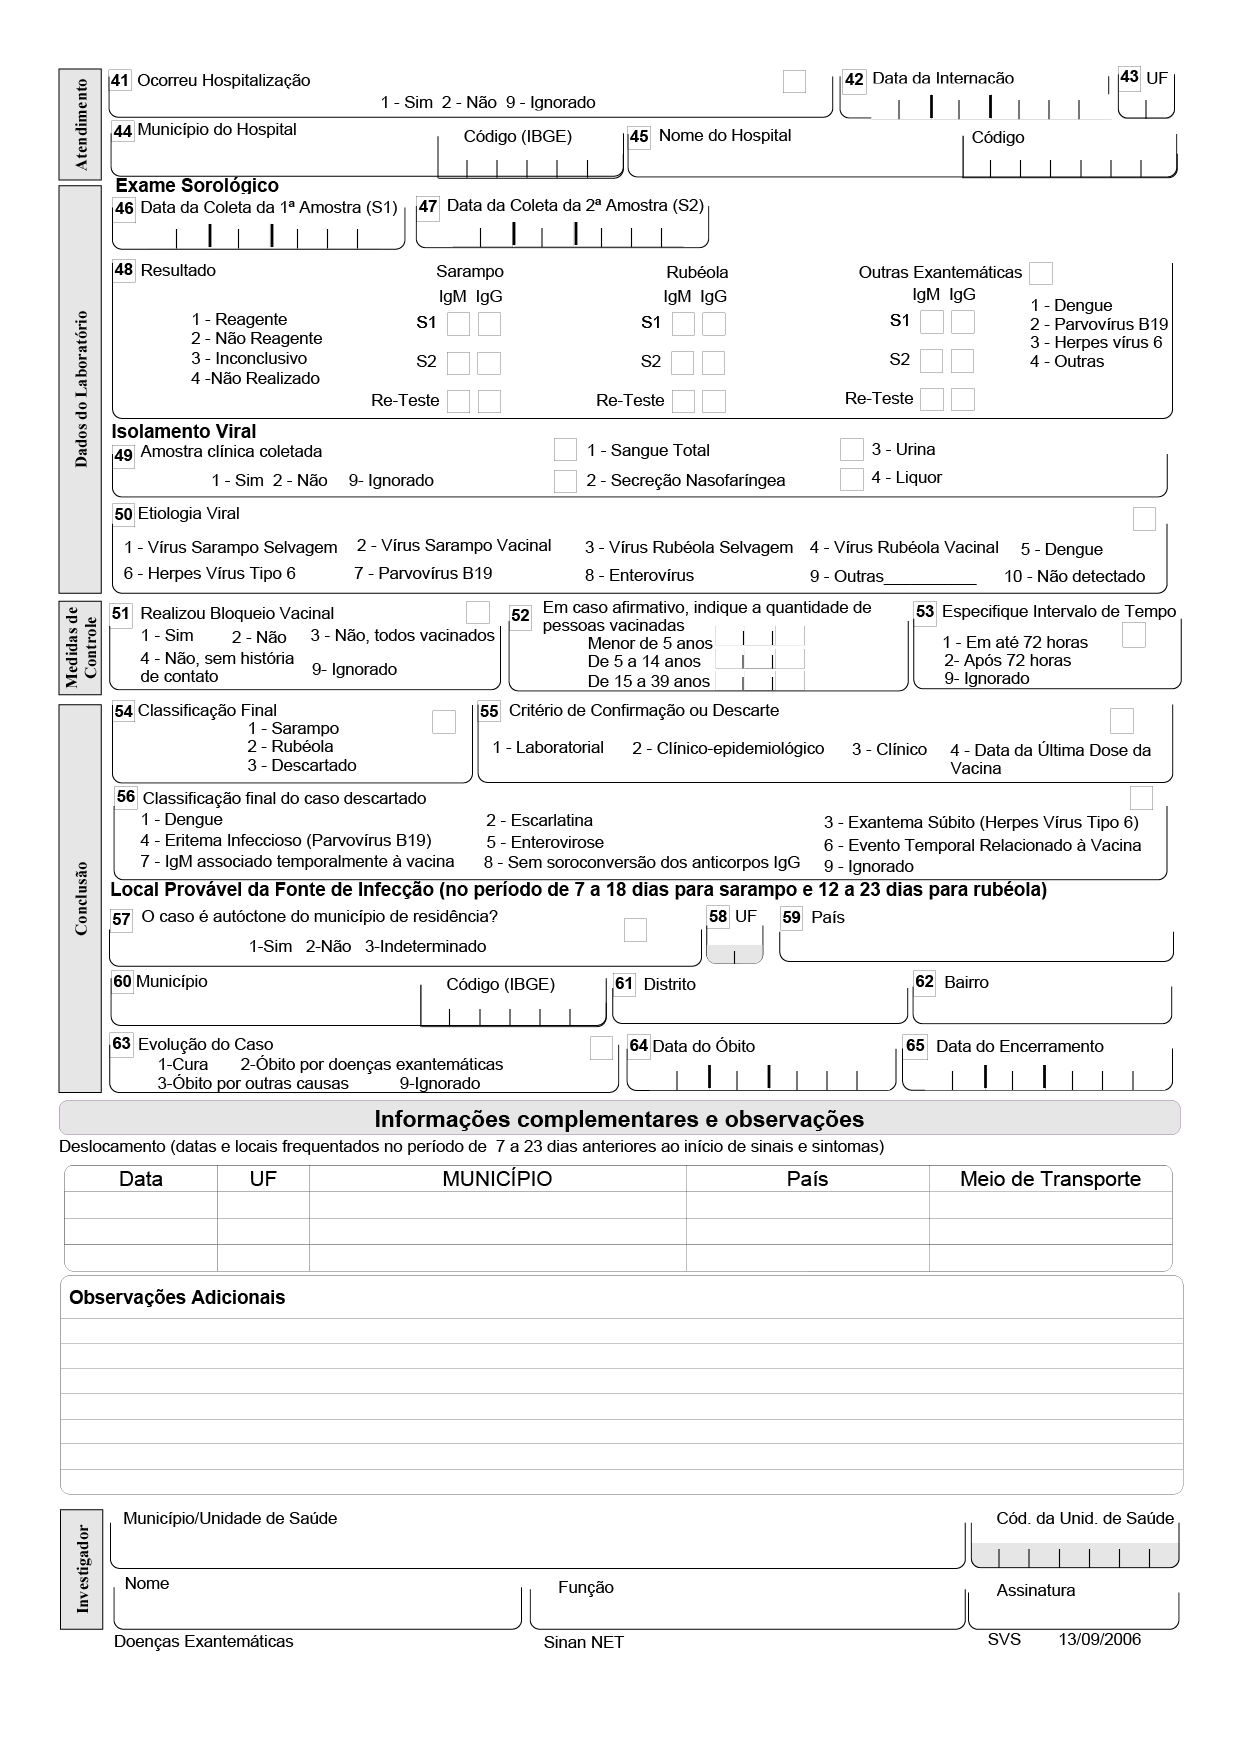 Atendimento
41 Ocorreu Hospitalização
1 - Sim 2 - Não 9 - Ignorado
42 Data da Internacão
43 UF
44 Município do Hospital
Código (IBGE)
45 Nome do Hospital
Código
Dados do Laboratório
Exame Sorológico
46 Data da Coleta da 1ª Amostra (S1)
47 Data da Coleta da 2ª Amostra (S2)
48 Resultado
1 - Reagente
2 - Não Reagente
3 - Inconclusivo
4 -Não Realizado
Sarampo
IgM IgG
S1
S2
Re-Teste
Rubéola
IgM IgG
S1
S2
Re-Teste
Outras Exantemáticas
IgM IgG
S1
S2
Re-Teste
1 - Dengue
2 - Parvovírus B19
3 - Herpes vírus 6
4 - Outras
Isolamento Viral
49 Amostra clínica coletada
1 - Sim 2 - Não 9- Ignorado
1 - Sangue Total
2 - Secreção Nasofaríngea
3 - Urina
4 - Liquor
50 Etiologia Viral
1 - Vírus Sarampo Selvagem 2 - Vírus Sarampo Vacinal 3 - Vírus Rubéola Selvagem 4 - Vírus Rubéola Vacinal 5 - Dengue
6 - Herpes Vírus Tipo 6 7 - Parvovírus B19 8 - Enterovírus 9 - Outras__________ 10 - Não detectado
Medidas de
Controle
51 Realizou Bloqueio Vacinal
1 - Sim 2 - Não 3 - Não, todos vacinados
4 - Não, sem história
de contato
9- Ignorado
52 Em caso afirmativo, indique a quantidade de
pessoas vacinadas
Menor de 5 anos
De 5 a 14 anos
De 15 a 39 anos
53 Especifique Intervalo de Tempo
1 - Em até 72 horas
2- Após 72 horas
9- Ignorado
Conclusão
54 Classificação Final
1 - Sarampo
2 - Rubéola
3 - Descartado
55 Critério de Confirmação ou Descarte
1 - Laboratorial 2 - Clínico-epidemiológico 3 - Clínico 4 - Data da Última Dose da
Vacina
56 Classificação final do caso descartado
1 - Dengue 2 - Escarlatina 3 - Exantema Súbito (Herpes Vírus Tipo 6)
4 - Eritema Infeccioso (Parvovírus B19) 5 - Enterovirose 6 - Evento Temporal Relacionado à Vacina
7 - IgM associado temporalmente à vacina 8 - Sem soroconversão dos anticorpos IgG 9 - Ignorado
Local Provável da Fonte de Infecção (no período de 7 a 18 dias para sarampo e 12 a 23 dias para rubéola)
57 O caso é autóctone do município de residência?
1-Sim 2-Não 3-Indeterminado
58 UF
59 País
60 Município
Código (IBGE)
61 Distrito
62 Bairro
63 Evolução do Caso
1-Cura 2-Óbito por doenças exantemáticas
3-Óbito por outras causas 9-Ignorado
64 Data do Óbito
65 Data do Encerramento
Informações complementares e observações
Deslocamento (datas e locais frequentados no período de 7 a 23 dias anteriores ao início de sinais e sintomas)
Data UF MUNICÍPIO País Meio de Transporte
Observações Adicionais
Investigador
Município/Unidade de Saúde
Cód. da Unid. de Saúde
Nome
Função
Assinatura
Doenças Exantemáticas Sinan NET SVS 13/09/2006